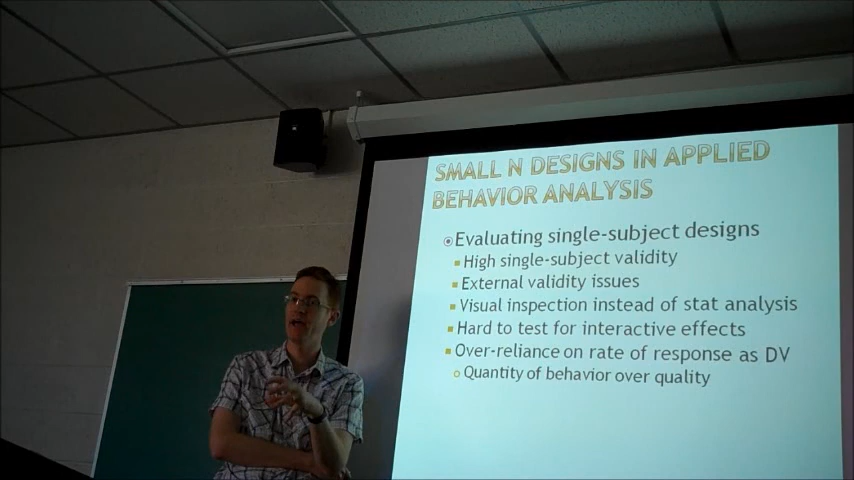 SMALL N DESIGNS IN APPLIED
BEHAVIOR ANALYSIS
Evaluating single-subject designs
High single-subject validity
External validity issues
Visual inspection instead of stat analysis
Hard to test for interactive effects
Over-reliance on rate of response as DV
Quantity of behavior over quality